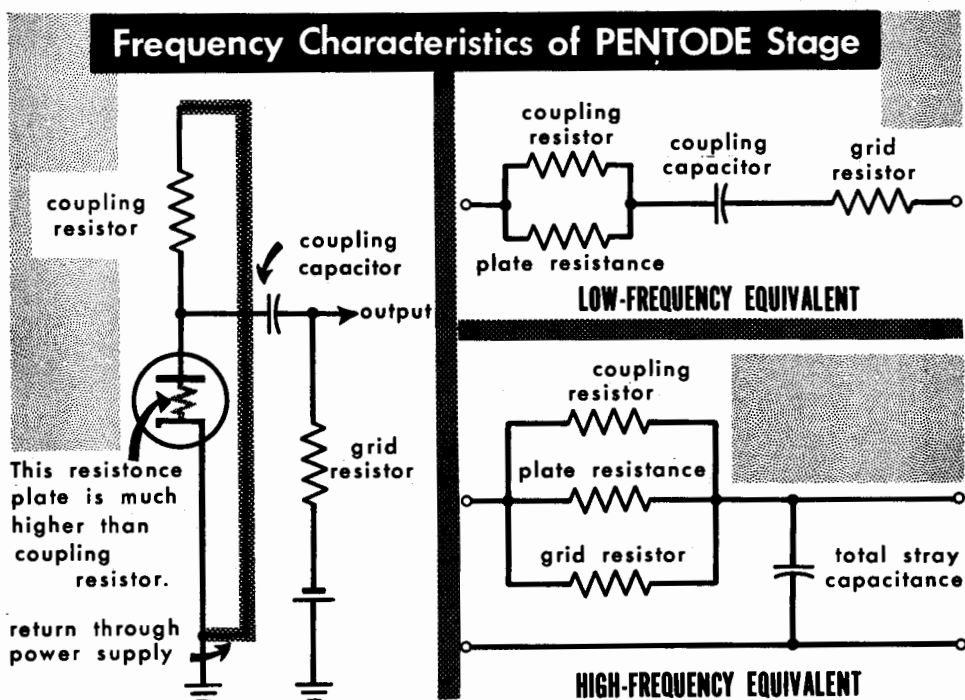 Frequency Characteristics of PENTODE Stage
coupling
resistor
coupling
capacitor
output
grid
resistor
This resistonce
plate is much
higher than
coupling
resistor.
return through
power supply
coupling
resistor
coupling
capacitor
grid
resistor
plate resistance
LOW-FREQUENCY EQUIVALENT
coupling
resistor
plate resistance
grid resistor
total stray
capacitance
HIGH-FREQUENCY EQUIVALENT